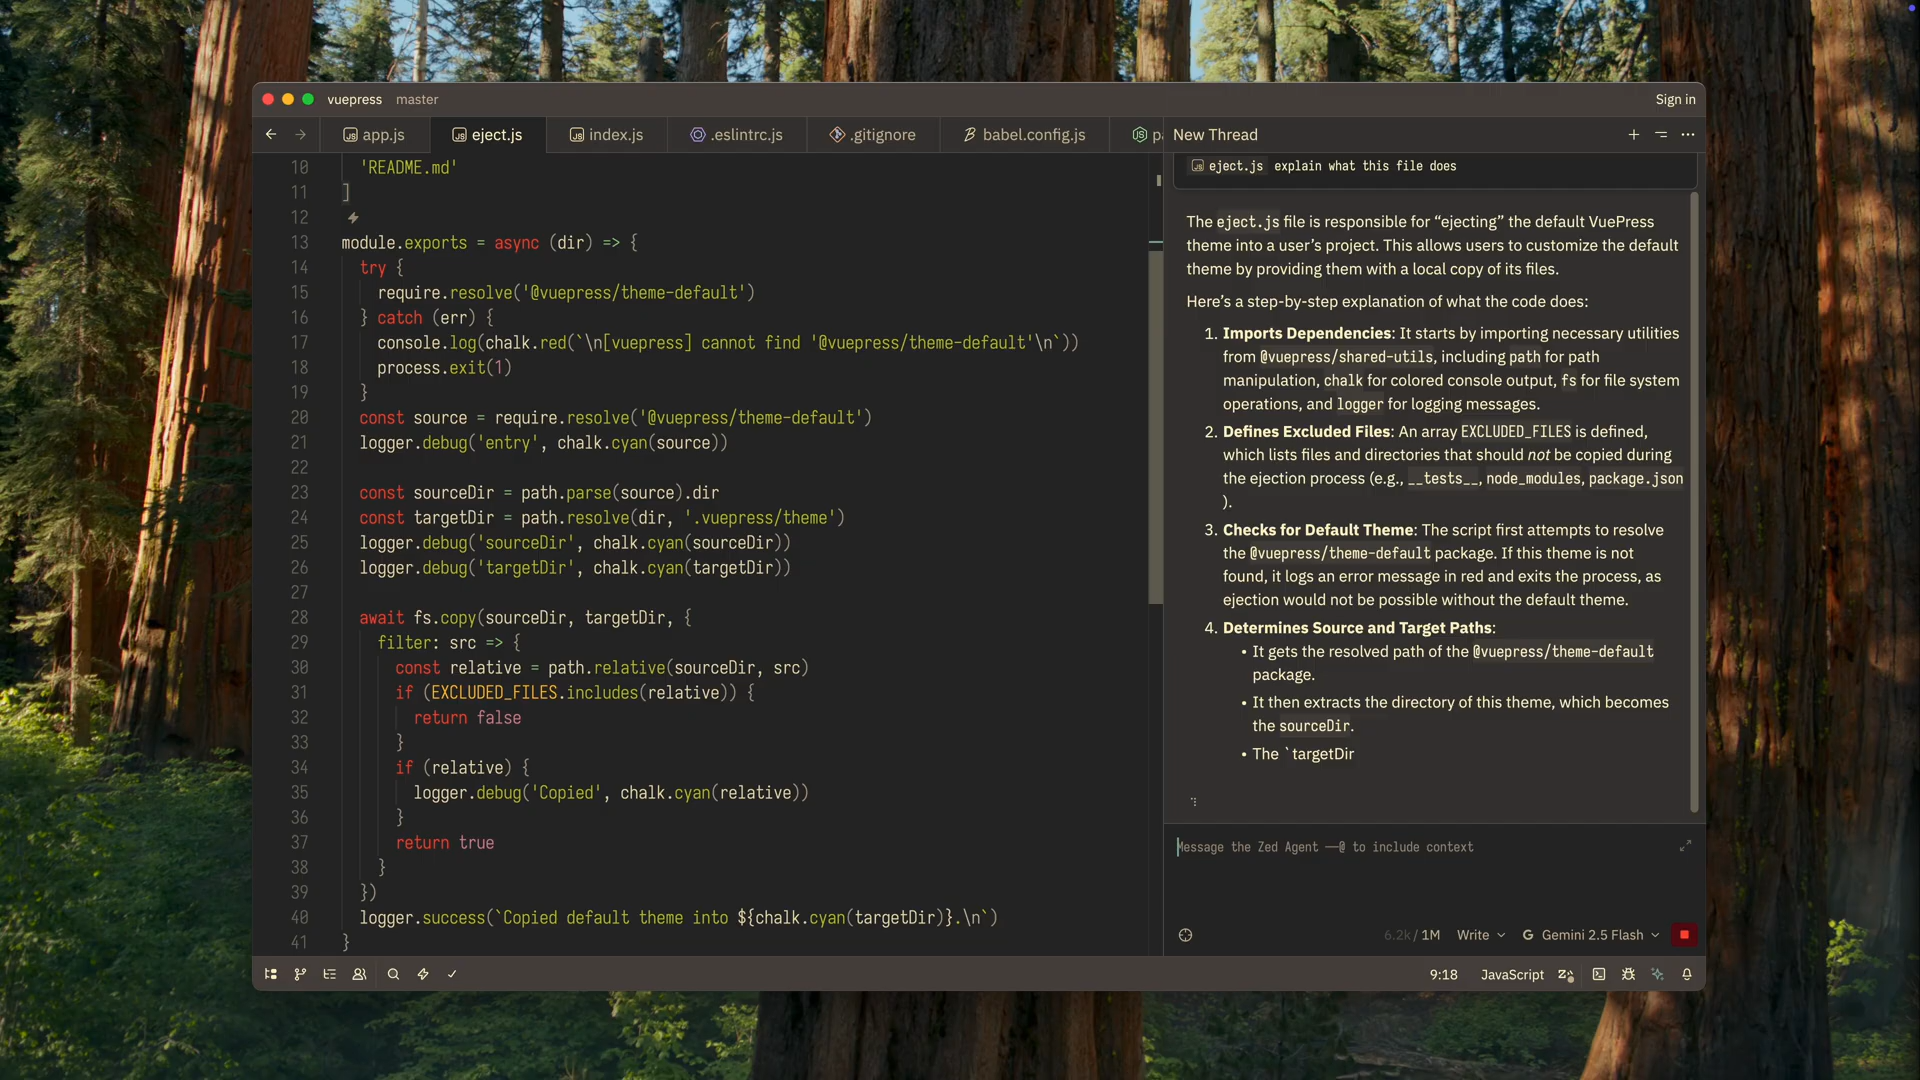 vuepress master
Sign in
app.js
eject.js
index.js
.eslintrc.js
.gitignore
babel.config.js
New Thread
10 'README.md'
11 ]
12
13 module.exports = async (dir) => {
14 try {
15 require.resolve('@vuepress/theme-default')
16 } catch (err) {
17 console.log(chalk.red(`\n[vuepress] cannot find '@vuepress/theme-default'\n`))
18 process.exit(1)
19 }
20 const source = require.resolve('@vuepress/theme-default')
21 logger.debug('entry', chalk.cyan(source))
22
23 const sourceDir = path.parse(source).dir
24 const targetDir = path.resolve(dir, '.vuepress/theme')
25 logger.debug('sourceDir', chalk.cyan(sourceDir))
26 logger.debug('targetDir', chalk.cyan(targetDir))
27
28 await fs.copy(sourceDir, targetDir, {
29 filter: src => {
30 const relative = path.relative(sourceDir, src)
31 if (EXCLUDED_FILES.includes(relative)) {
32 return false
33 }
34 if (relative) {
35 logger.debug('Copied', chalk.cyan(relative))
36 }
37 return true
38 }
39 })
40 logger.success(`Copied default theme into ${chalk.cyan(targetDir)}.\n`)
41 }
eject.js explain what this file does
The eject.js file is responsible for “ejecting” the default VuePress
theme into a user’s project. This allows users to customize the default
theme by providing them with a local copy of its files.
Here’s a step-by-step explanation of what the code does:
1. Imports Dependencies: It starts by importing necessary utilities
from @vuepress/shared-utils, including path for path
manipulation, chalk for colored console output, fs for file system
operations, and logger for logging messages.
2. Defines Excluded Files: An array EXCLUDED_FILES is defined,
which lists files and directories that should not be copied during
the ejection process (e.g., __tests__, node_modules, package.json
).
3. Checks for Default Theme: The script first attempts to resolve
the @vuepress/theme-default package. If this theme is not
found, it logs an error message in red and exits the process, as
ejection would not be possible without the default theme.
4. Determines Source and Target Paths:
• It gets the resolved path of the @vuepress/theme-default
package.
• It then extracts the directory of this theme, which becomes
the sourceDir.
• The `targetDir
Message the Zed Agent —@ to include context
6.2k / 1M
Write
Gemini 2.5 Flash
9:18
JavaScript